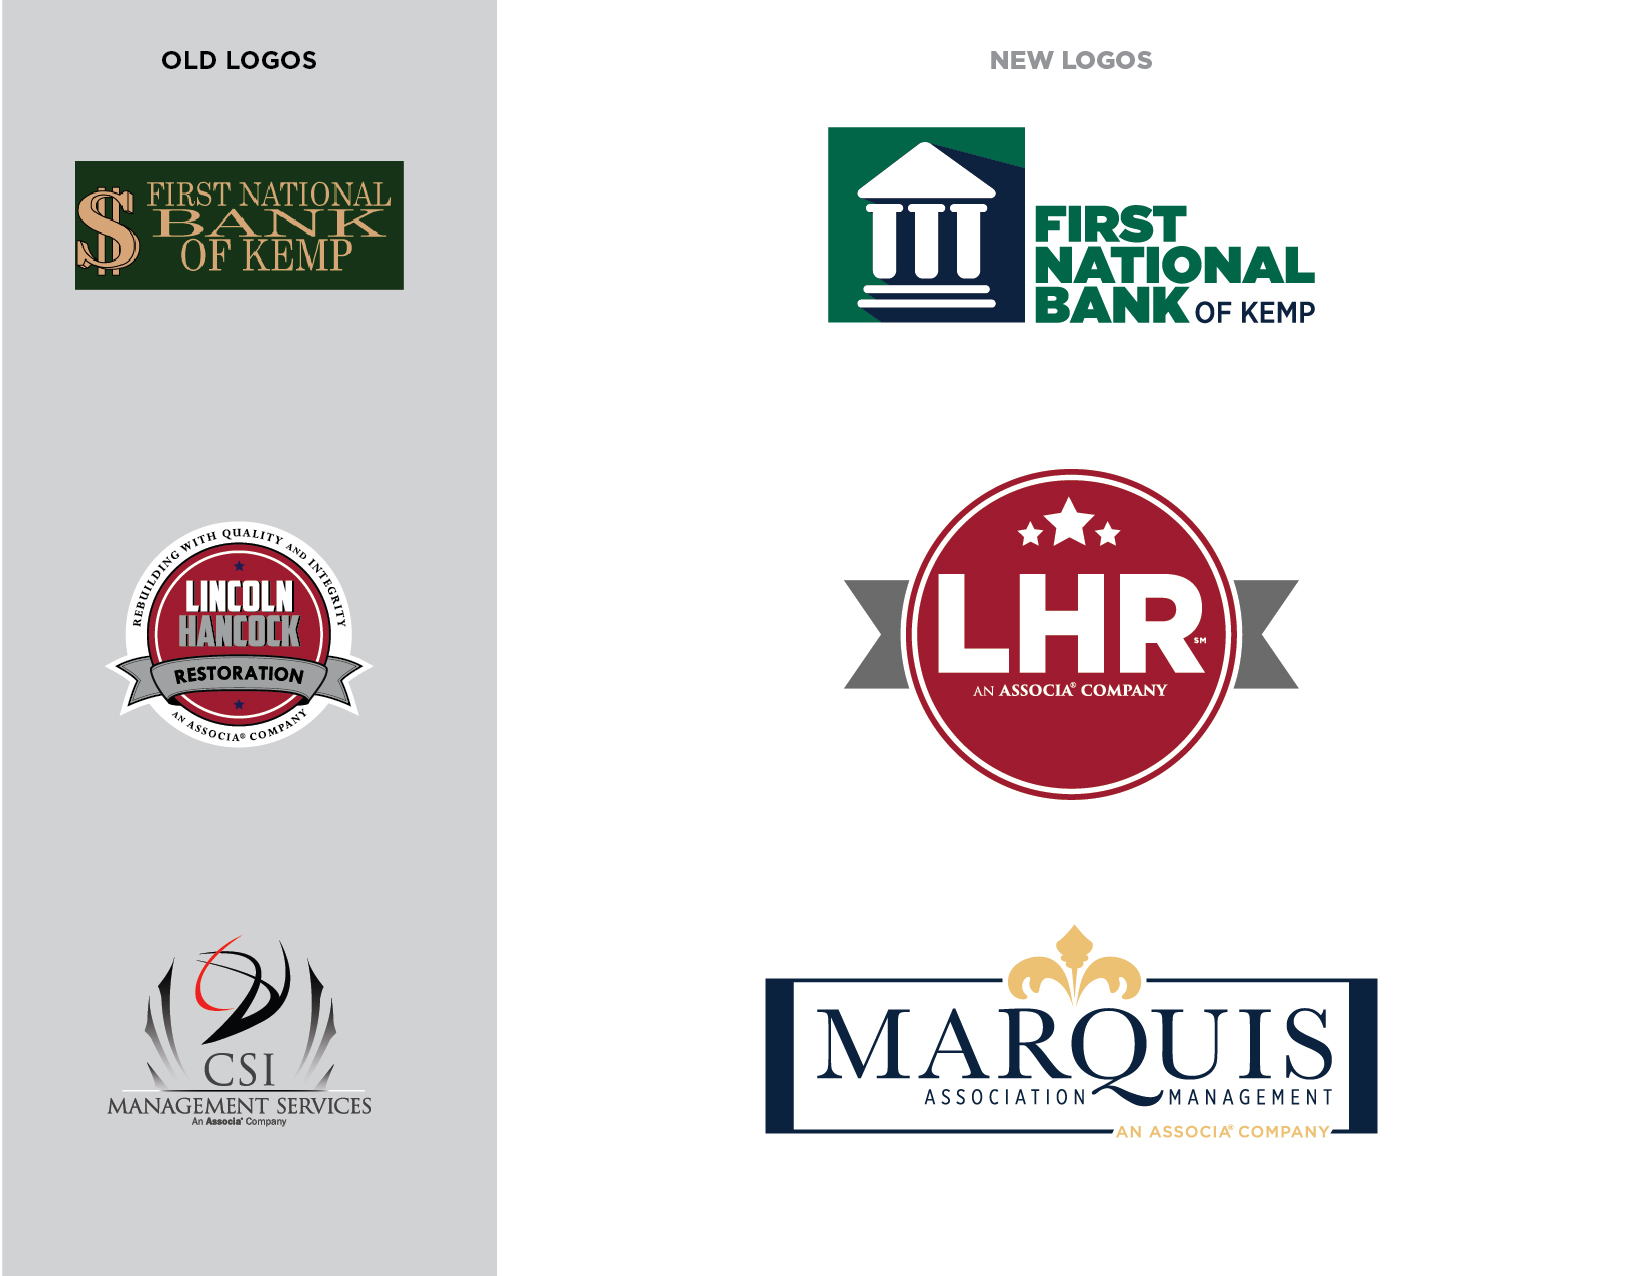 OLD LOGOS
NEW LOGOS
$ FIRST NATIONAL
BANK
OF KEMP
FIRST
NATIONAL
BANK OF KEMP
REBUILDING WITH QUALITY AND INTEGRITY
LINCOLN
HANCOCK
RESTORATION
AN ASSOCIA® COMPANY
LHR℠
AN ASSOCIA® COMPANY
CSI
MANAGEMENT SERVICES
An Associa® Company
MARQUIS
ASSOCIATION MANAGEMENT
AN ASSOCIA® COMPANY